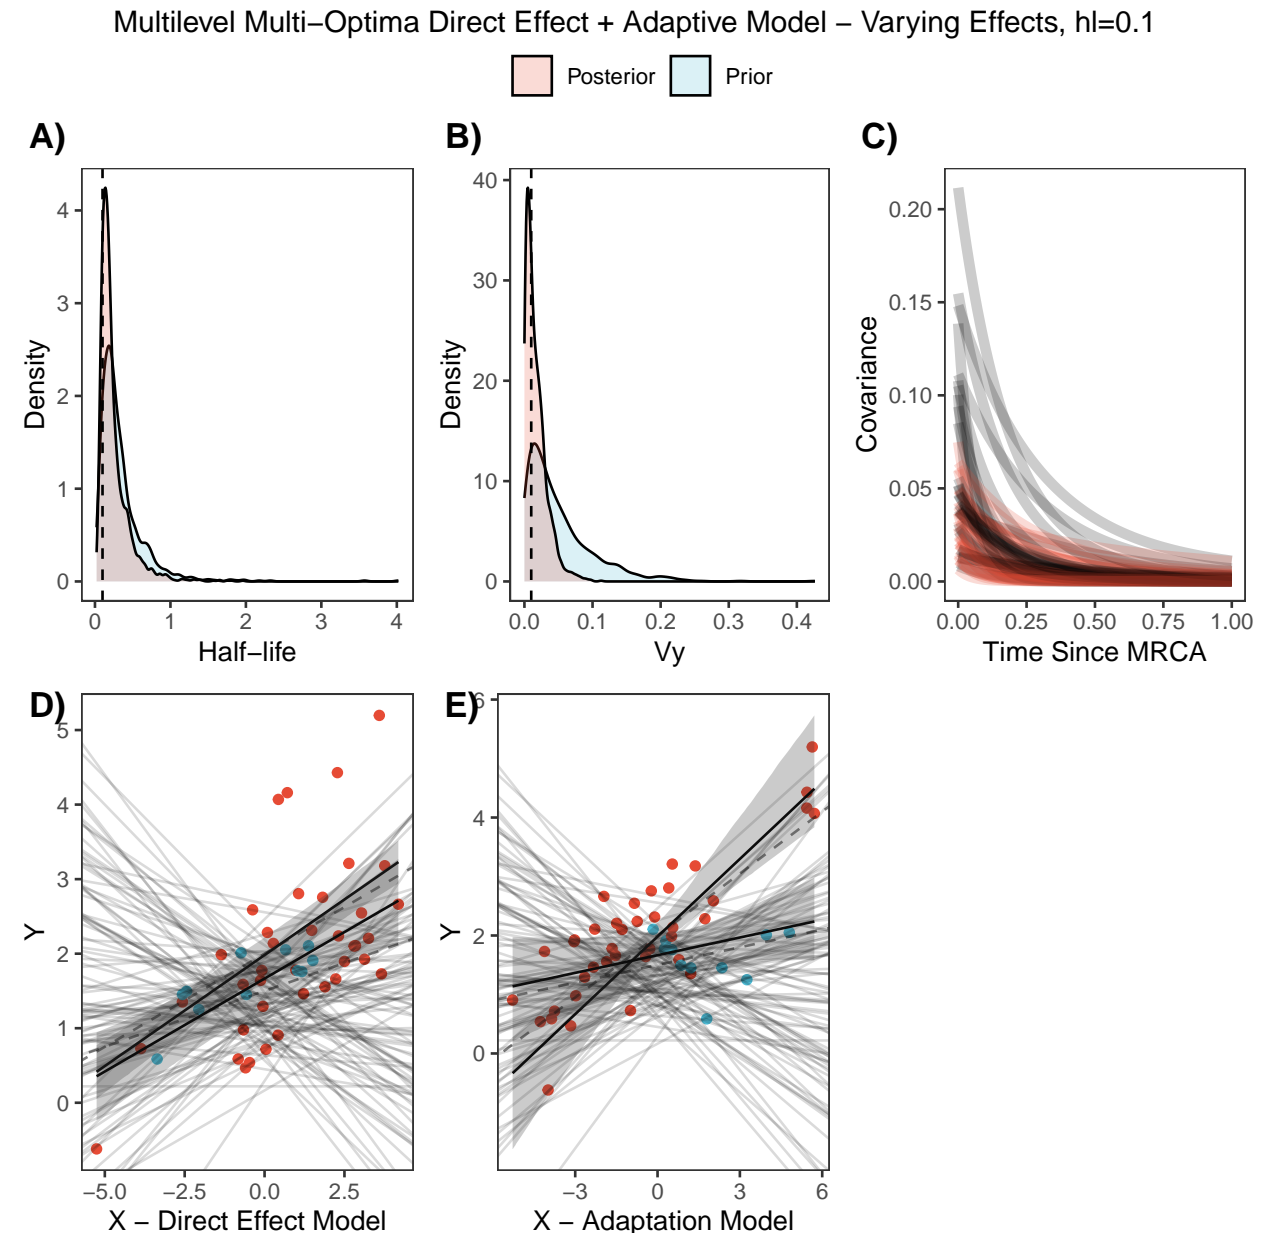 Multilevel Multi−Optima Direct Effect + Adaptive Model − Varying Effects, hl=0.1
Posterior Prior
A) B) C)
4
3
2
1
0
Density
0 1 2 3 4
Half−life
40
30
20
10
0
Density
0.0 0.1 0.2 0.3 0.4
Vy
0.20
0.15
0.10
0.05
0.00
Covariance
0.00 0.25 0.50 0.75 1.00
Time Since MRCA
D) E)
5
4
3
2
1
0
Y
−5.0 −2.5 0.0 2.5
X − Direct Effect Model
6
4
2
0
Y
−3 0 3 6
X − Adaptation Model